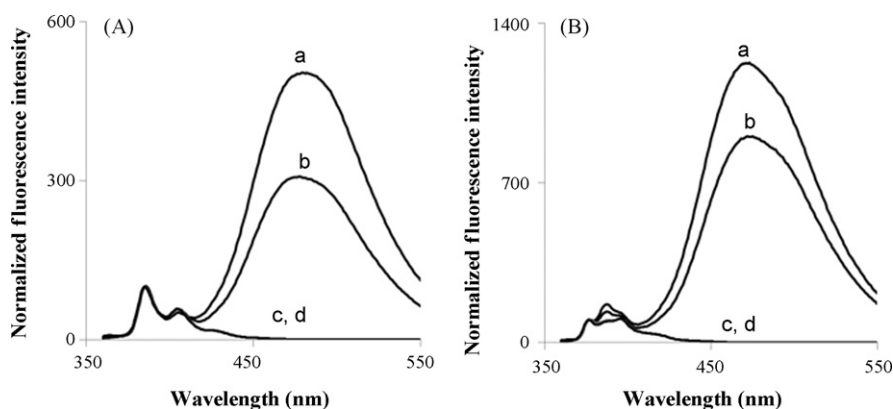 (A)
Normalized fluorescence intensity
600
300
0
a
b
c, d
350
450
550
Wavelength (nm)
(B)
Normalized fluorescence intensity
1400
700
0
a
b
c, d
350
450
550
Wavelength (nm)